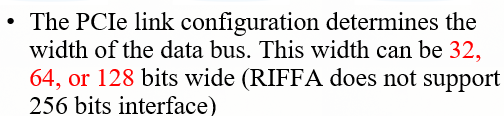 • The PCIe link configuration determines the
width of the data bus. This width can be 32,
64, or 128 bits wide (RIFFA does not support
256 bits interface)